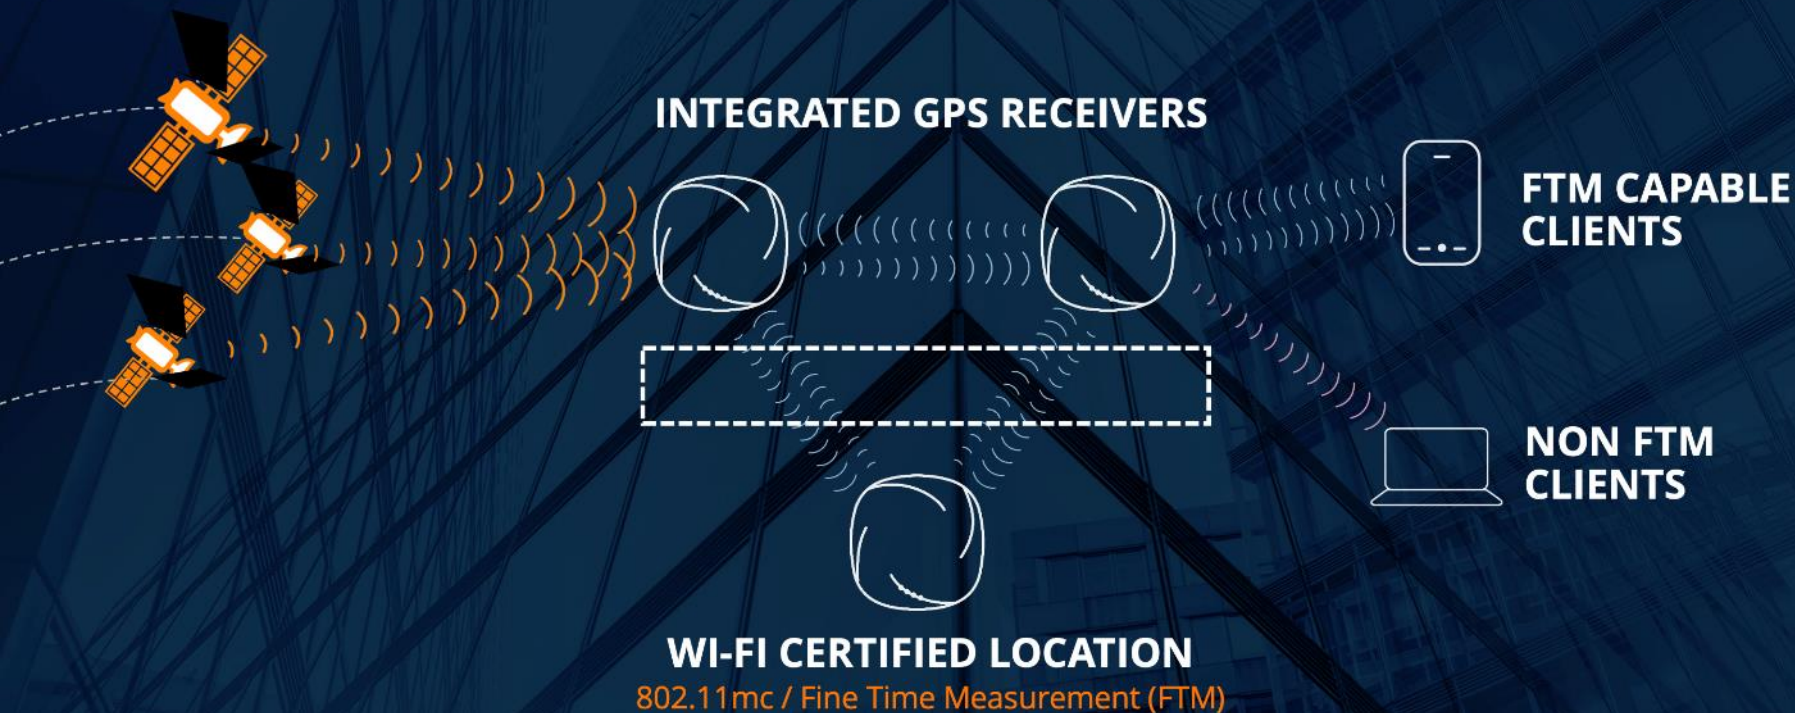 INTEGRATED GPS RECEIVERS
FTM CAPABLE
CLIENTS
NON FTM
CLIENTS
WI-FI CERTIFIED LOCATION
802.11mc / Fine Time Measurement (FTM)